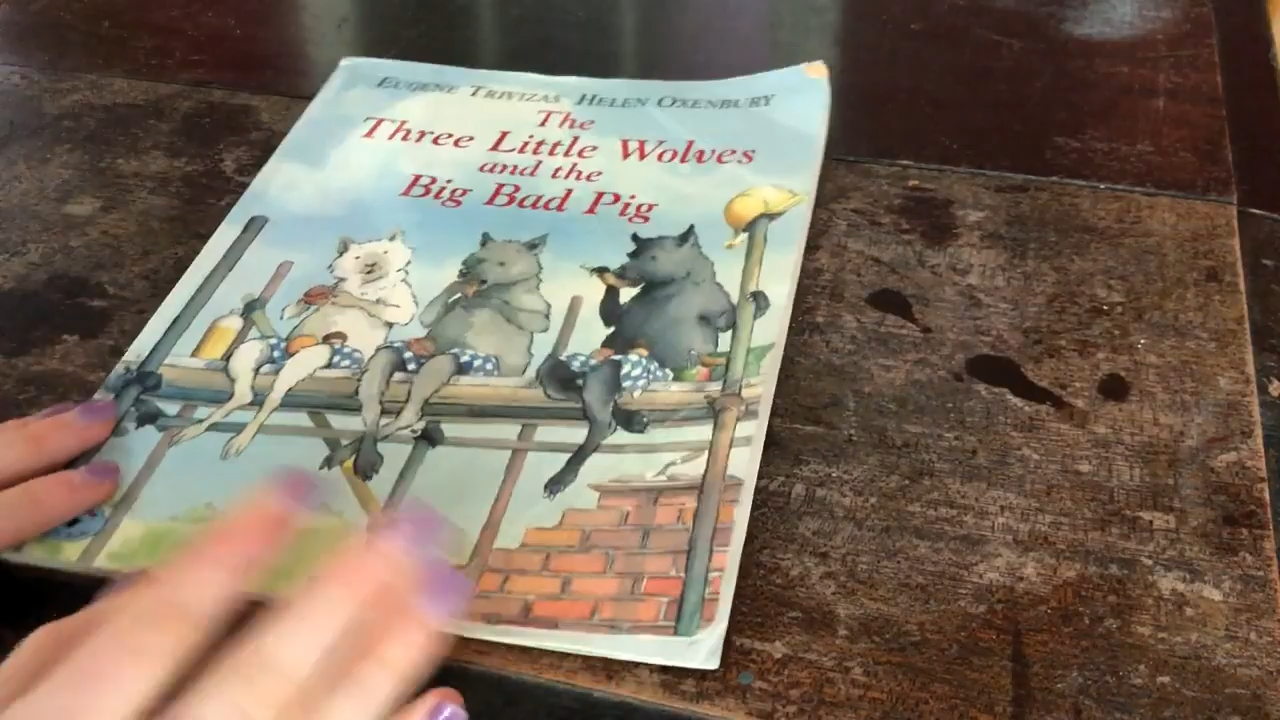 EUGENE TRIVIZAS HELEN OXENBURY
The
Three Little Wolves
and the
Big Bad Pig